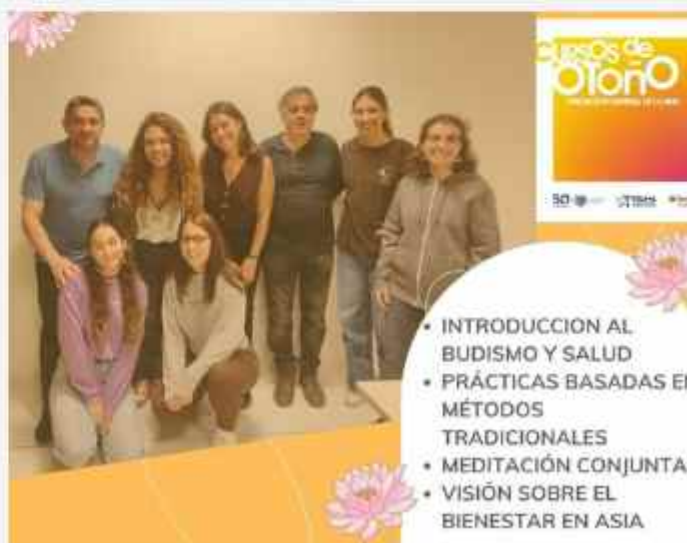 cursos de
OToñO
INTRODUCCION AL
BUDISMO Y SALUD
PRÁCTICAS BASADAS E
MÉTODOS
TRADICIONALES
MEDITACIÓN CONJUNTA
VISIÓN SOBRE EL
BIENESTAR EN ASIA